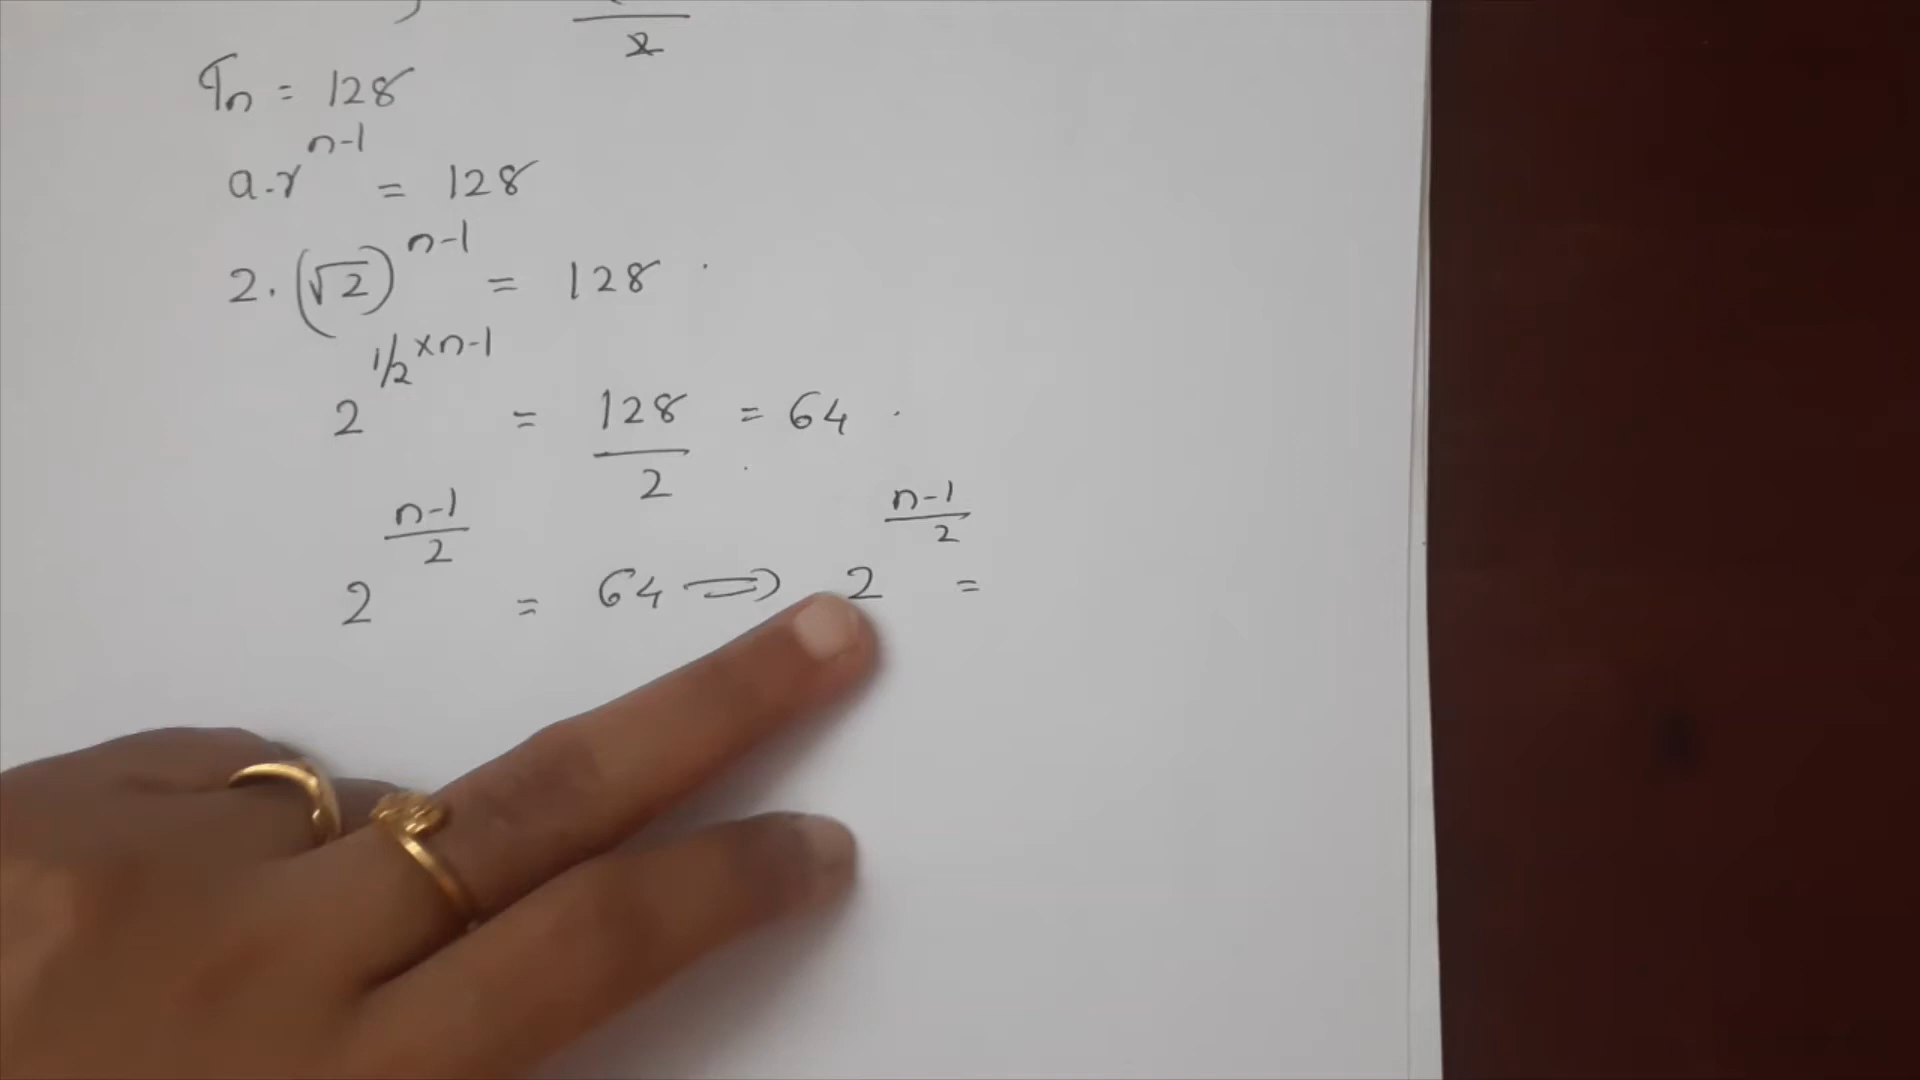 2
Tn = 128
a.r^(n-1) = 128
2.(√2)^(n-1) = 128
2^(1/2 × n-1) = 128/2 = 64
2^((n-1)/2) = 64 ⇒ 2^((n-1)/2) =